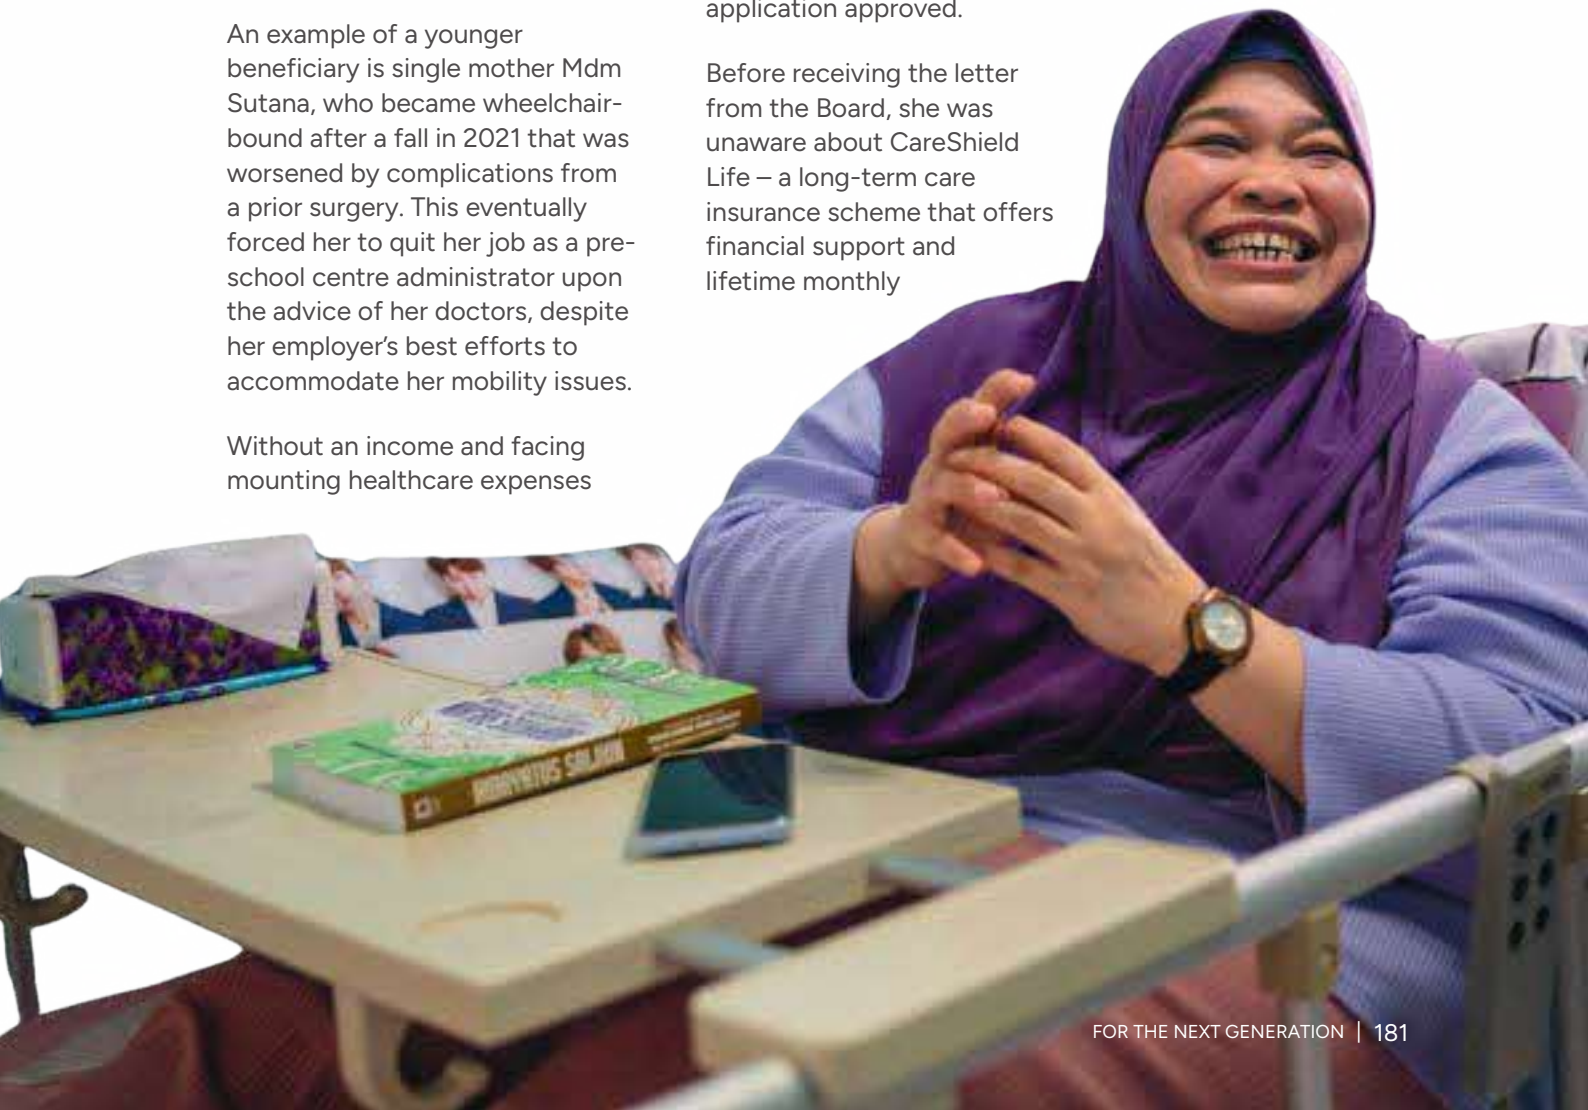 An example of a younger
beneficiary is single mother Mdm
Sutana, who became wheelchair-
bound after a fall in 2021 that was
worsened by complications from
a prior surgery. This eventually
forced her to quit her job as a pre-
school centre administrator upon
the advice of her doctors, despite
her employer’s best efforts to
accommodate her mobility issues.
Without an income and facing
mounting healthcare expenses
application approved.
Before receiving the letter
from the Board, she was
unaware about CareShield
Life – a long-term care
insurance scheme that offers
financial support and
lifetime monthly
FOR THE NEXT GENERATION | 181